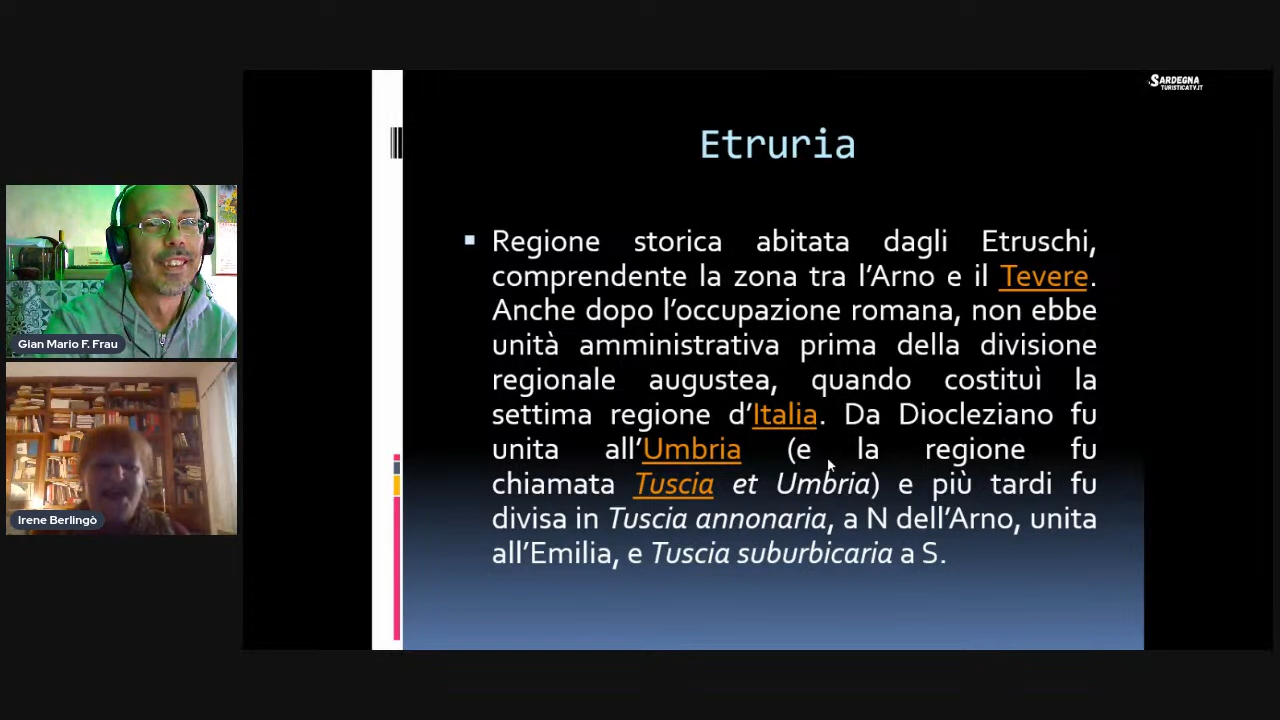 SARDEGNA
TURISTICATV.IT
Etruria
Regione storica abitata dagli Etruschi,
comprendente la zona tra l’Arno e il Tevere.
Anche dopo l’occupazione romana, non ebbe
unità amministrativa prima della divisione
regionale augustea, quando costituì la
settima regione d’Italia. Da Diocleziano fu
unita all’Umbria (e la regione fu
chiamata Tuscia et Umbria) e più tardi fu
divisa in Tuscia annonaria, a N dell’Arno, unita
all’Emilia, e Tuscia suburbicaria a S.
Gian Mario F. Frau
Irene Berlingò